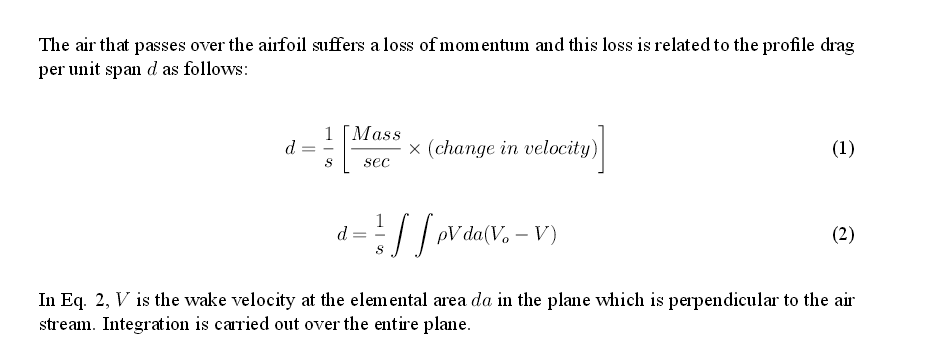 The air that passes over the airfoil suffers a loss of momentum and this loss is related to the profile drag
per unit span d as follows:
d = \frac{1}{s} \left[ \frac{Mass}{sec} \times (change in velocity) \right] (1)
d = \frac{1}{s} \int \int \rho V da(V_o - V) (2)
In Eq. 2, V is the wake velocity at the elemental area da in the plane which is perpendicular to the air
stream. Integration is carried out over the entire plane.